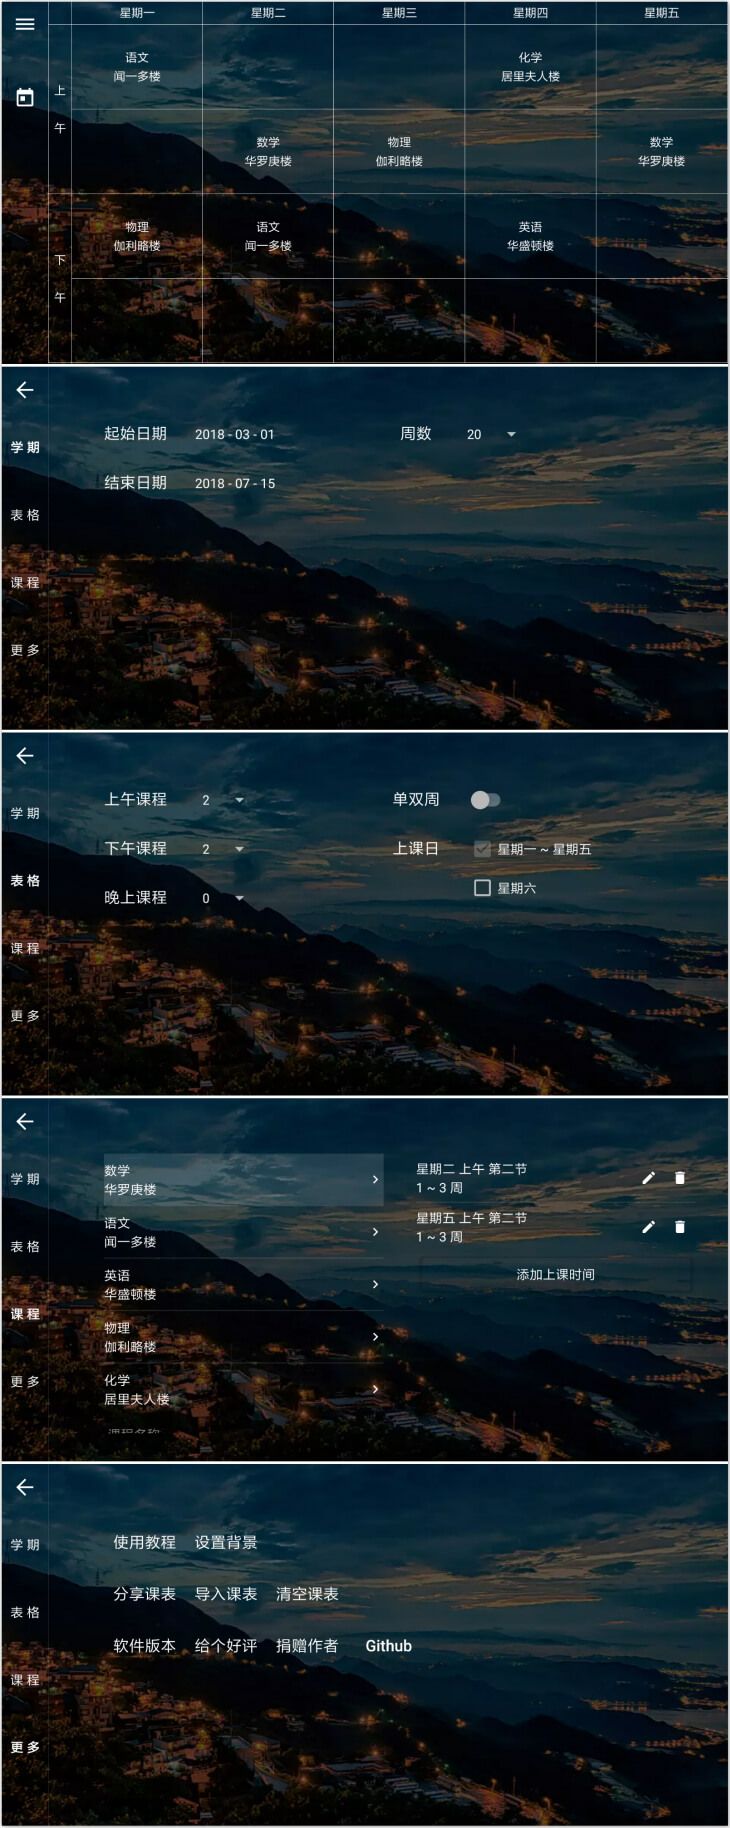 星期一 星期二 星期三 星期四 星期五
上午
语文 化学
闻一多楼 居里夫人楼
数学 物理 数学
华罗庚楼 伽利略楼 华罗庚楼
下午
物理 语文 英语
伽利略楼 闻一多楼 华盛顿楼
学期
表格
课程
更多
起始日期 2018 - 03 - 01 周数 20
结束日期 2018 - 07 - 15
学期
表格
课程
更多
上午课程 2 单双周
下午课程 2 上课日 星期一 ~ 星期五
晚上课程 0 星期六
学期
表格
课程
更多
数学
华罗庚楼
语文
闻一多楼
英语
华盛顿楼
物理
伽利略楼
化学
居里夫人楼
课程名称
星期二 上午 第二节
1 ~ 3 周
星期五 上午 第二节
1 ~ 3 周
添加上课时间
学期
表格
课程
更多
使用教程 设置背景
分享课表 导入课表 清空课表
软件版本 给个好评 捐赠作者 Github